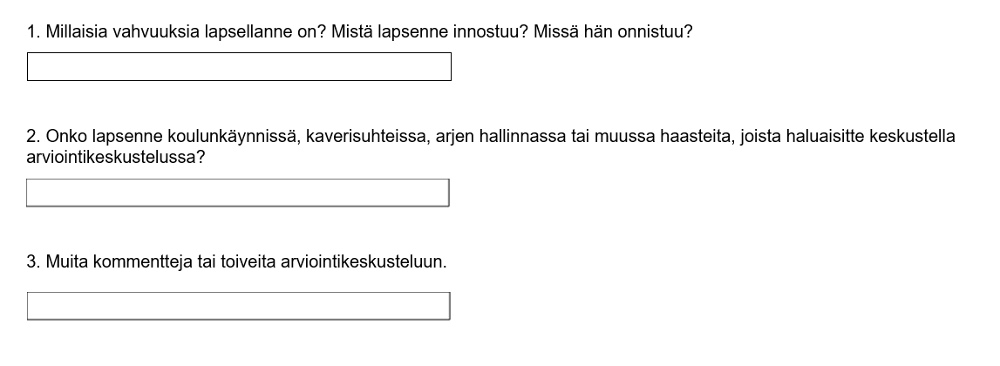 1. Millaisia vahvuuksia lapsellanne on? Mistä lapsenne innostuu? Missä hän onnistuu?
2. Onko lapsenne koulunkäynnissä, kaverisuhteissa, arjen hallinnassa tai muussa haasteita, joista haluaisitte keskustella
arviointikeskustelussa?
3. Muita kommentteja tai toiveita arviointikeskusteluun.